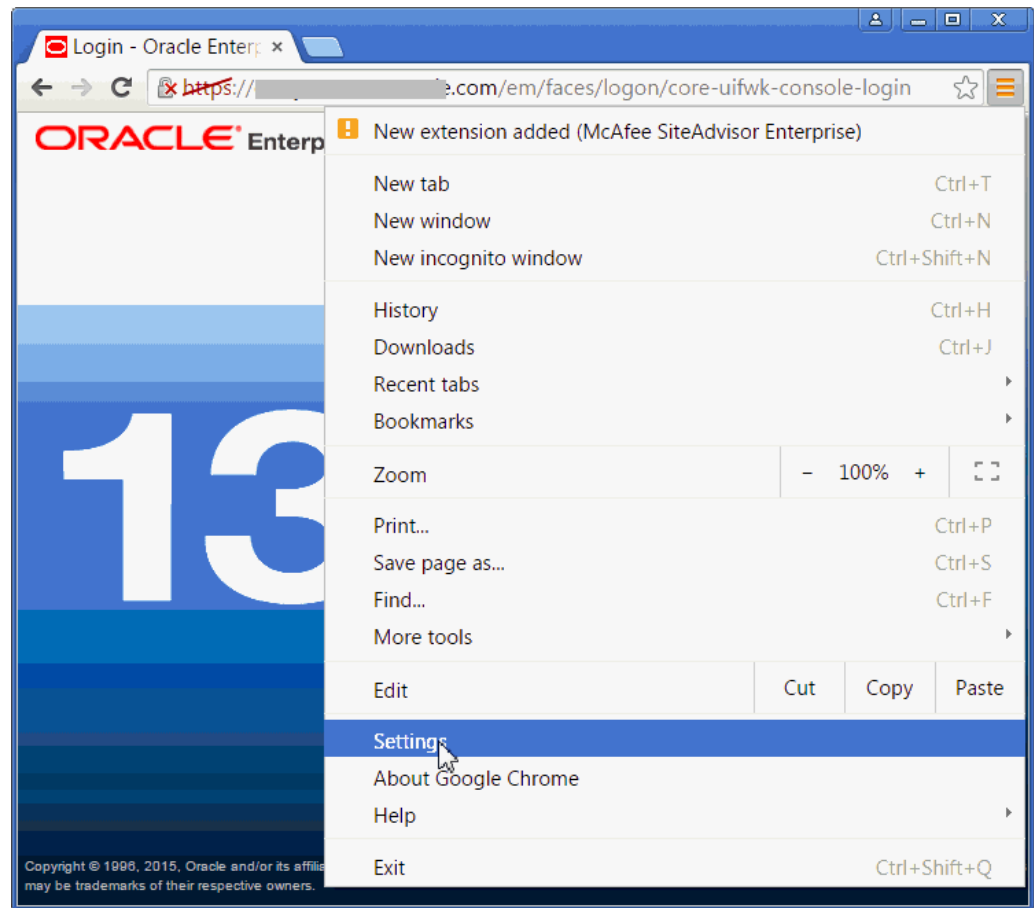 Login - Oracle Enterp
https:// e.com/em/faces/logon/core-uifwk-console-login
ORACLE Enterp
New extension added (McAfee SiteAdvisor Enterprise)
New tab Ctrl+T
New window Ctrl+N
New incognito window Ctrl+Shift+N
History Ctrl+H
Downloads Ctrl+J
Recent tabs
Bookmarks
13
Zoom - 100% +
Print... Ctrl+P
Save page as... Ctrl+S
Find... Ctrl+F
More tools
Edit Cut Copy Paste
Settings
About Google Chrome
Help
Exit Ctrl+Shift+Q
Copyright © 1996, 2015, Oracle and/or its affilia
may be trademarks of their respective owners.